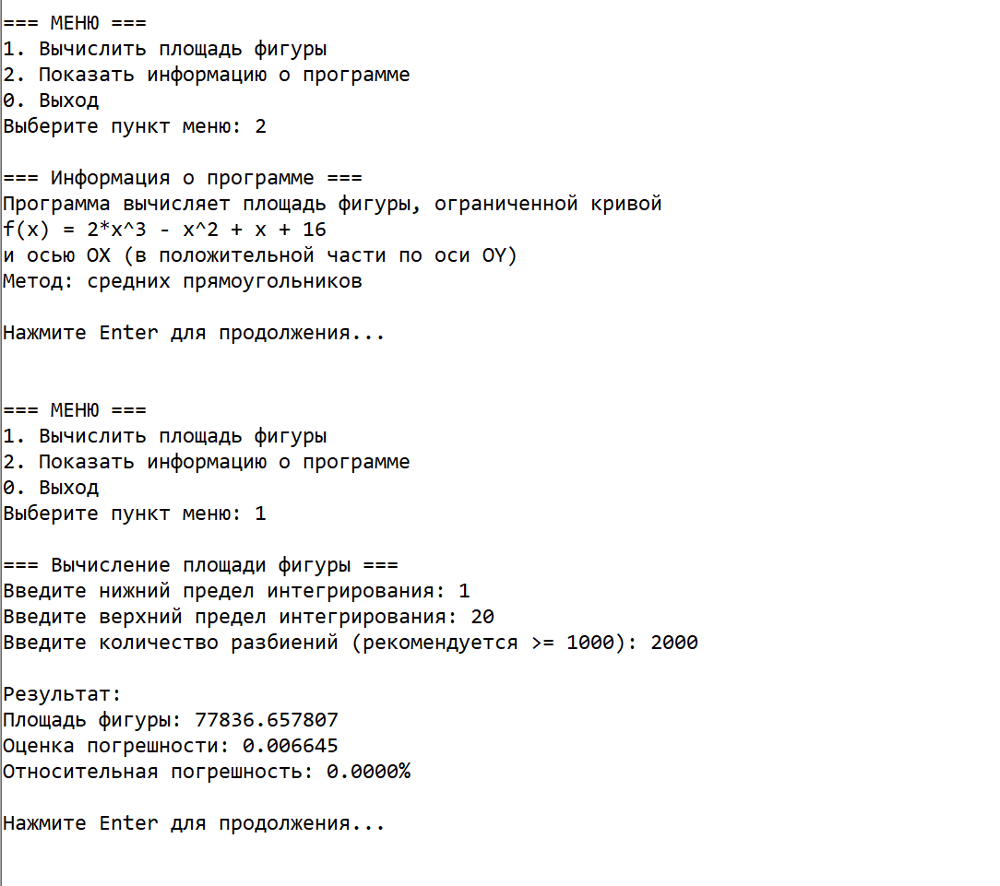 === МЕНЮ ===
1. Вычислить площадь фигуры
2. Показать информацию о программе
0. Выход
Выберите пункт меню: 2
=== Информация о программе ===
Программа вычисляет площадь фигуры, ограниченной кривой
f(x) = 2*x^3 - x^2 + x + 16
и осью OX (в положительной части по оси OY)
Метод: средних прямоугольников
Нажмите Enter для продолжения...
=== МЕНЮ ===
1. Вычислить площадь фигуры
2. Показать информацию о программе
0. Выход
Выберите пункт меню: 1
=== Вычисление площади фигуры ===
Введите нижний предел интегрирования: 1
Введите верхний предел интегрирования: 20
Введите количество разбиений (рекомендуется >= 1000): 2000
Результат:
Площадь фигуры: 77836.657807
Оценка погрешности: 0.006645
Относительная погрешность: 0.0000%
Нажмите Enter для продолжения...